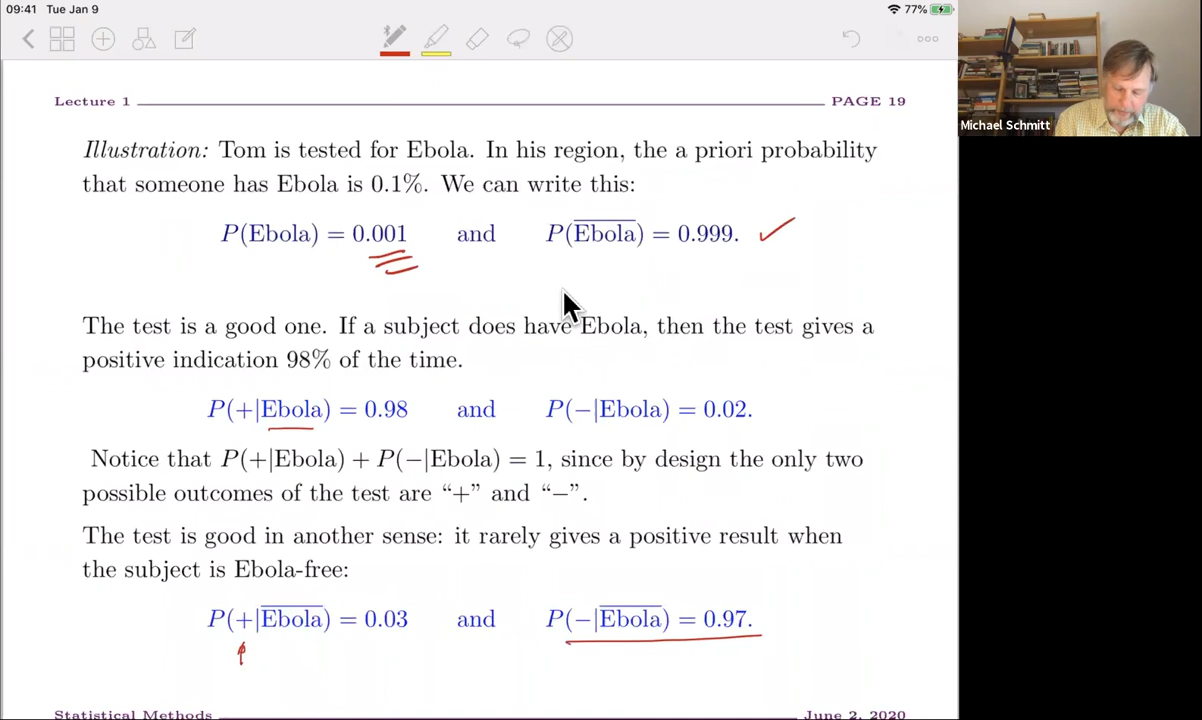 09:41 Tue Jan 9
77%
Lecture 1 PAGE 19
Michael Schmitt
Illustration: Tom is tested for Ebola. In his region, the a priori probability
that someone has Ebola is 0.1%. We can write this:
P(Ebola) = 0.001 and P(E̅b̅o̅l̅a̅) = 0.999.
The test is a good one. If a subject does have Ebola, then the test gives a
positive indication 98% of the time.
P(+|Ebola) = 0.98 and P(−|Ebola) = 0.02.
Notice that P(+|Ebola) + P(−|Ebola) = 1, since by design the only two
possible outcomes of the test are “+” and “−”.
The test is good in another sense: it rarely gives a positive result when
the subject is Ebola-free:
P(+|E̅b̅o̅l̅a̅) = 0.03 and P(−|E̅b̅o̅l̅a̅) = 0.97.
Statistical Methods June 2, 2020